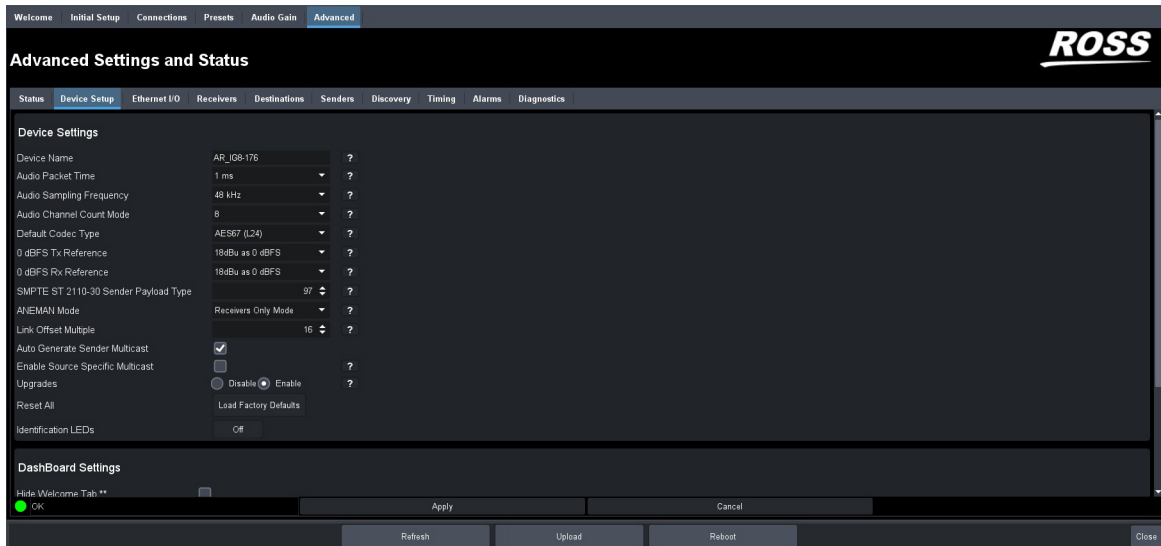 Welcome Initial Setup Connections Presets Audio Gain Advanced
Advanced Settings and Status
ROSS
Status Device Setup Ethernet I/O Receivers Destinations Senders Discovery Timing Alarms Diagnostics
Device Settings
Device Name AR_IG8-176 ?
Audio Packet Time 1 ms ?
Audio Sampling Frequency 48 kHz ?
Audio Channel Count Mode 8 ?
Default Codec Type AES67 (L24) ?
0 dBFS Tx Reference 18dBu as 0 dBFS ?
0 dBFS Rx Reference 18dBu as 0 dBFS ?
SMPTE ST 2110-30 Sender Payload Type 97 ?
ANEMAN Mode Receivers Only Mode ?
Link Offset Multiple 16 ?
Auto Generate Sender Multicast
Enable Source Specific Multicast ?
Upgrades Disable Enable ?
Reset All Load Factory Defaults
Identification LEDs Off
DashBoard Settings
Hide Welcome Tab **
OK Apply Cancel
Refresh Upload Reboot Close